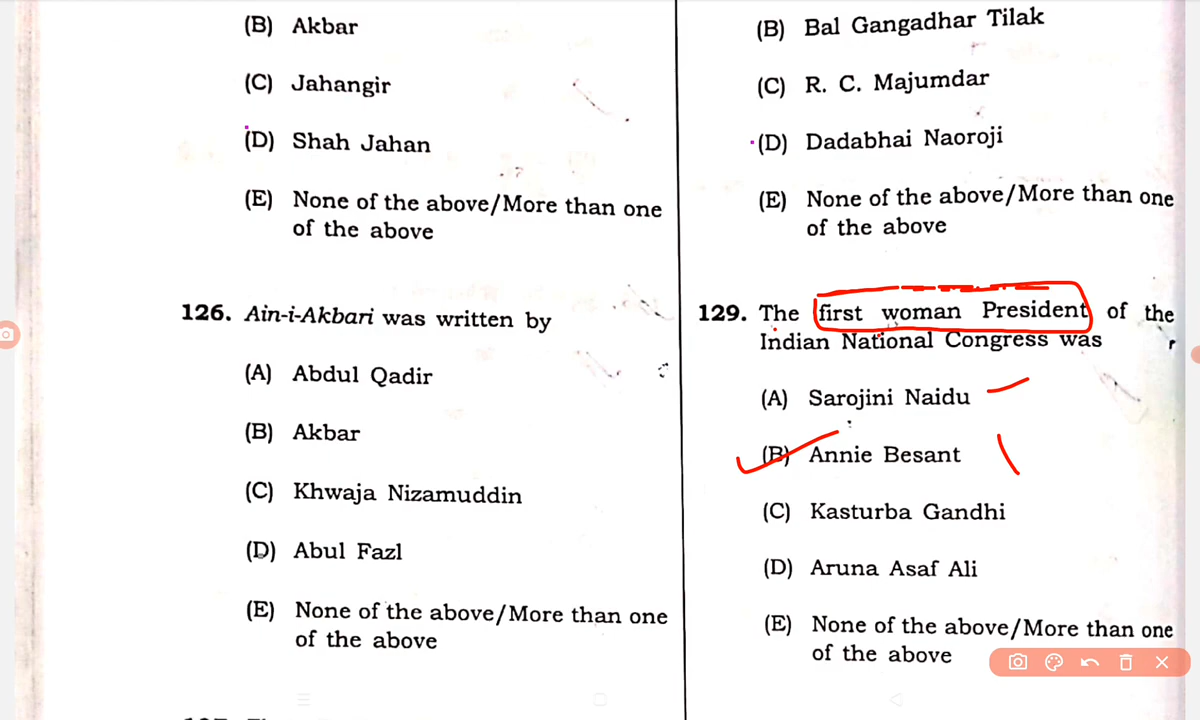 (B) Akbar
(C) Jahangir
(D) Shah Jahan
(E) None of the above/More than one
of the above
126. Ain-i-Akbari was written by
(A) Abdul Qadir
(B) Akbar
(C) Khwaja Nizamuddin
(D) Abul Fazl
(E) None of the above/More than one
of the above
(B) Bal Gangadhar Tilak
(C) R. C. Majumdar
(D) Dadabhai Naoroji
(E) None of the above/More than one
of the above
129. The first woman President of the
Indian National Congress was
(A) Sarojini Naidu
(B) Annie Besant
(C) Kasturba Gandhi
(D) Aruna Asaf Ali
(E) None of the above/More than one
of the above